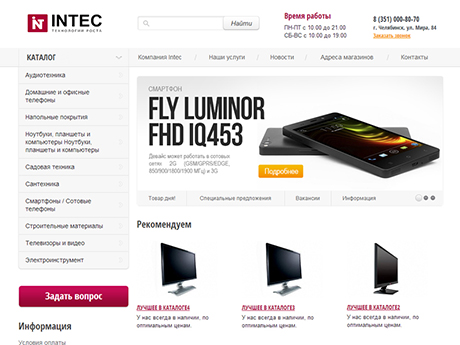 INTEC
ТЕХНОЛОГИИ РОСТА
Найти
Время работы
ПН-ПТ с 10:00 до 21:00
СБ-ВС с 10:00 до 19:00
8 (351) 000-80-70
г. Челябинск, ул. Мира, 84
Заказать звонок
КАТАЛОГ
Компания Intec
Наши услуги
Новости
Адреса магазинов
Контакты
Аудиотехника
Домашние и офисные
телефоны
Напольные покрытия
Ноутбуки, планшеты и
компьютеры Ноутбуки,
планшеты и компьютеры
Садовая техника
Сантехника
Смартфоны / Сотовые
телефоны
Строительные материалы
Телевизоры и видео
Электроинструмент
СМАРТФОН
FLY LUMINOR
FHD IQ453
Девайс может работать в сотовых
сетях 2G (GSM/GPRS/EDGE,
850/900/1800/1900 МГц) и 3G
Подробнее
Товар дня!
Специальные предложения
Вакансии
Информация
Рекомендуем
ЛУЧШЕЕ В КАТАЛОГЕ4
У нас всегда в наличии, по
оптимальным ценам.
ЛУЧШЕЕ В КАТАЛОГЕ3
У нас всегда в наличии, по
оптимальным ценам.
ЛУЧШЕЕ В КАТАЛОГЕ2
У нас всегда в наличии, по
оптимальным ценам.
Задать вопрос
Информация
Условия оплаты